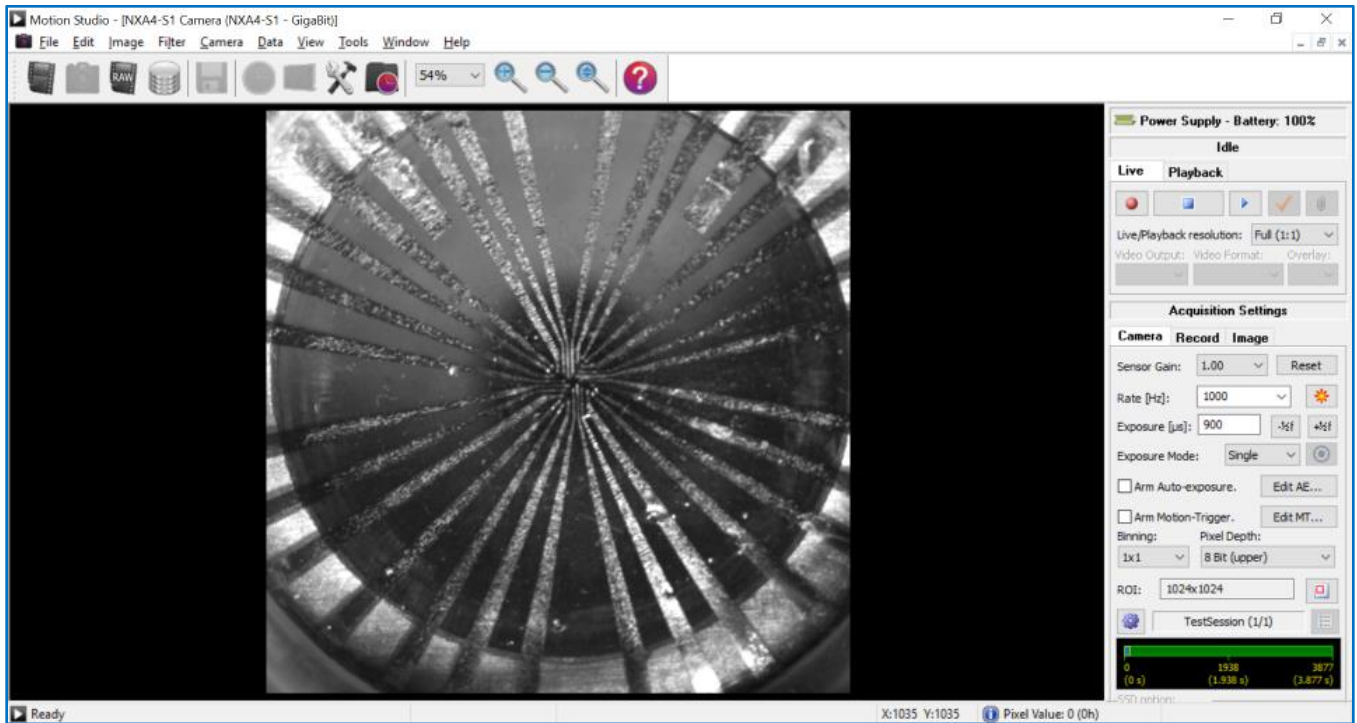 Motion Studio - [NXA4-S1 Camera (NXA4-S1 - GigaBit)]
File Edit Image Filter Camera Data View Tools Window Help
RAW
54%
Power Supply - Battery: 100%
Idle
Live Playback
Live/Playback resolution: Full (1:1)
Video Output: Video Format: Overlay:
Acquisition Settings
Camera Record Image
Sensor Gain: 1.00 Reset
Rate [Hz]: 1000
Exposure [µs]: 900 -½f +½f
Exposure Mode: Single
Arm Auto-exposure. Edit AE...
Arm Motion-Trigger. Edit MT...
Binning: Pixel Depth:
1x1 8 Bit (upper)
ROI: 1024x1024
TestSession (1/1)
0 1938 3877
(0 s) (1.938 s) (3.877 s)
SSD option:
Ready X:1035 Y:1035 Pixel Value: 0 (0h)